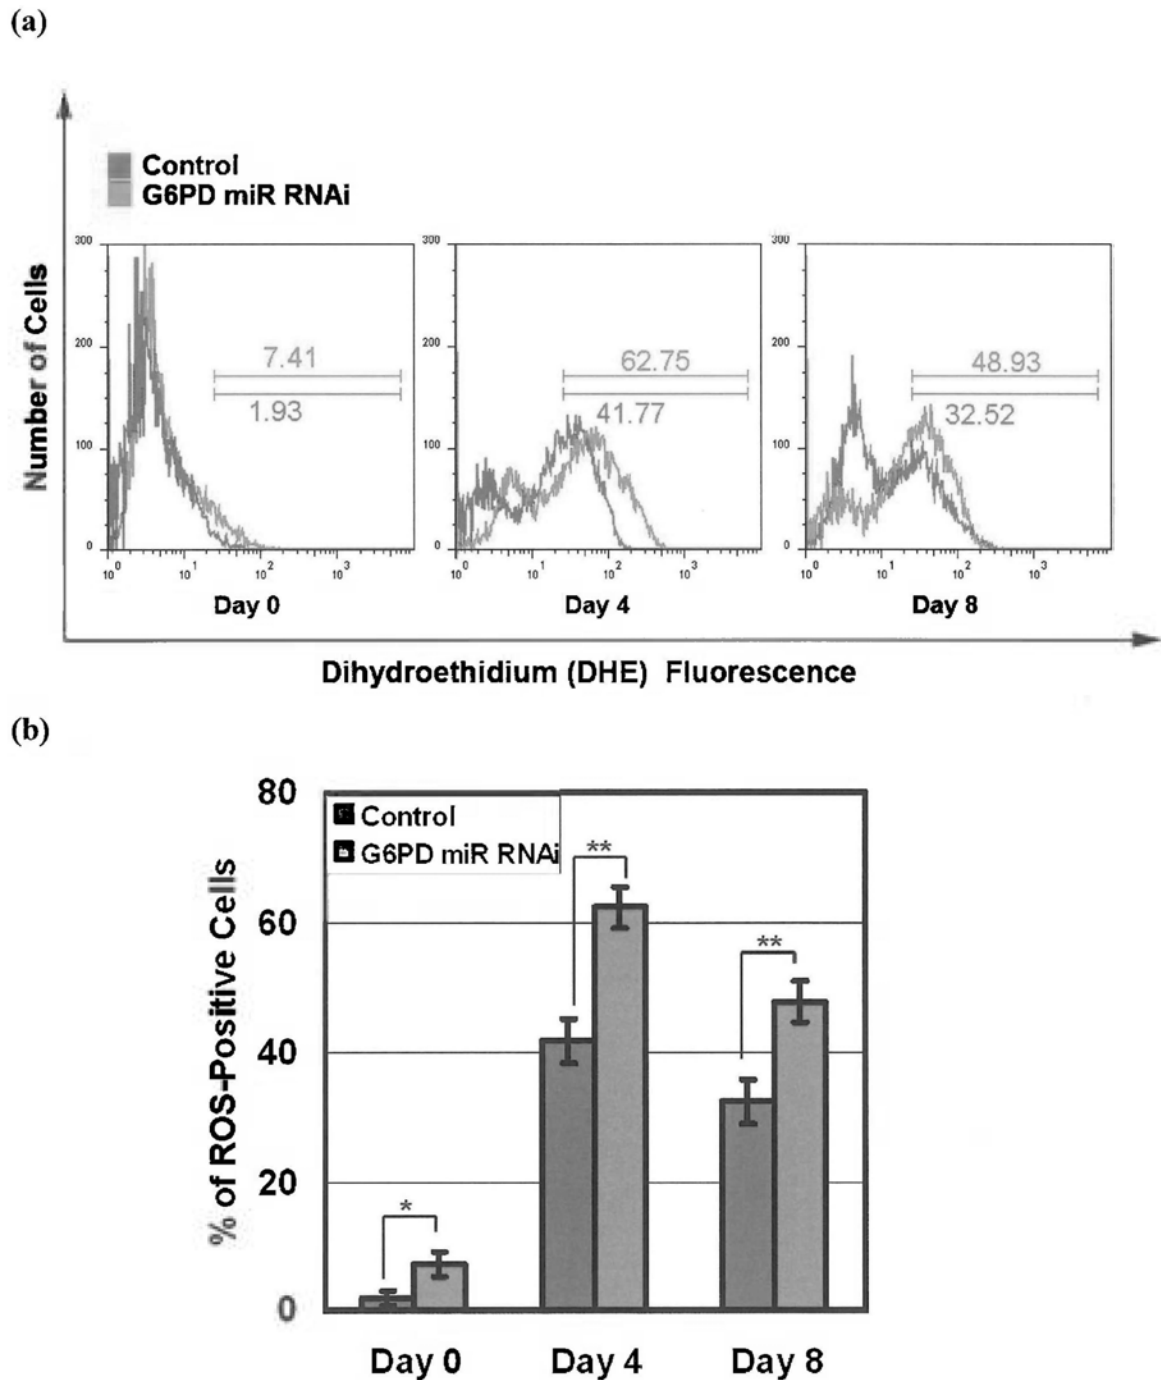 (a)
Control
G6PD miR RNAi
Number of Cells
300
200
100
0
7.41
1.93
10^0 10^1 10^2 10^3
Day 0
300
200
100
0
62.75
41.77
10^0 10^1 10^2 10^3
Day 4
300
200
100
0
48.93
32.52
10^0 10^1 10^2 10^3
Day 8
Dihydroethidium (DHE) Fluorescence
(b)
% of ROS-Positive Cells
80
60
40
20
0
Control
G6PD miR RNAi
*
**
**
Day 0 Day 4 Day 8